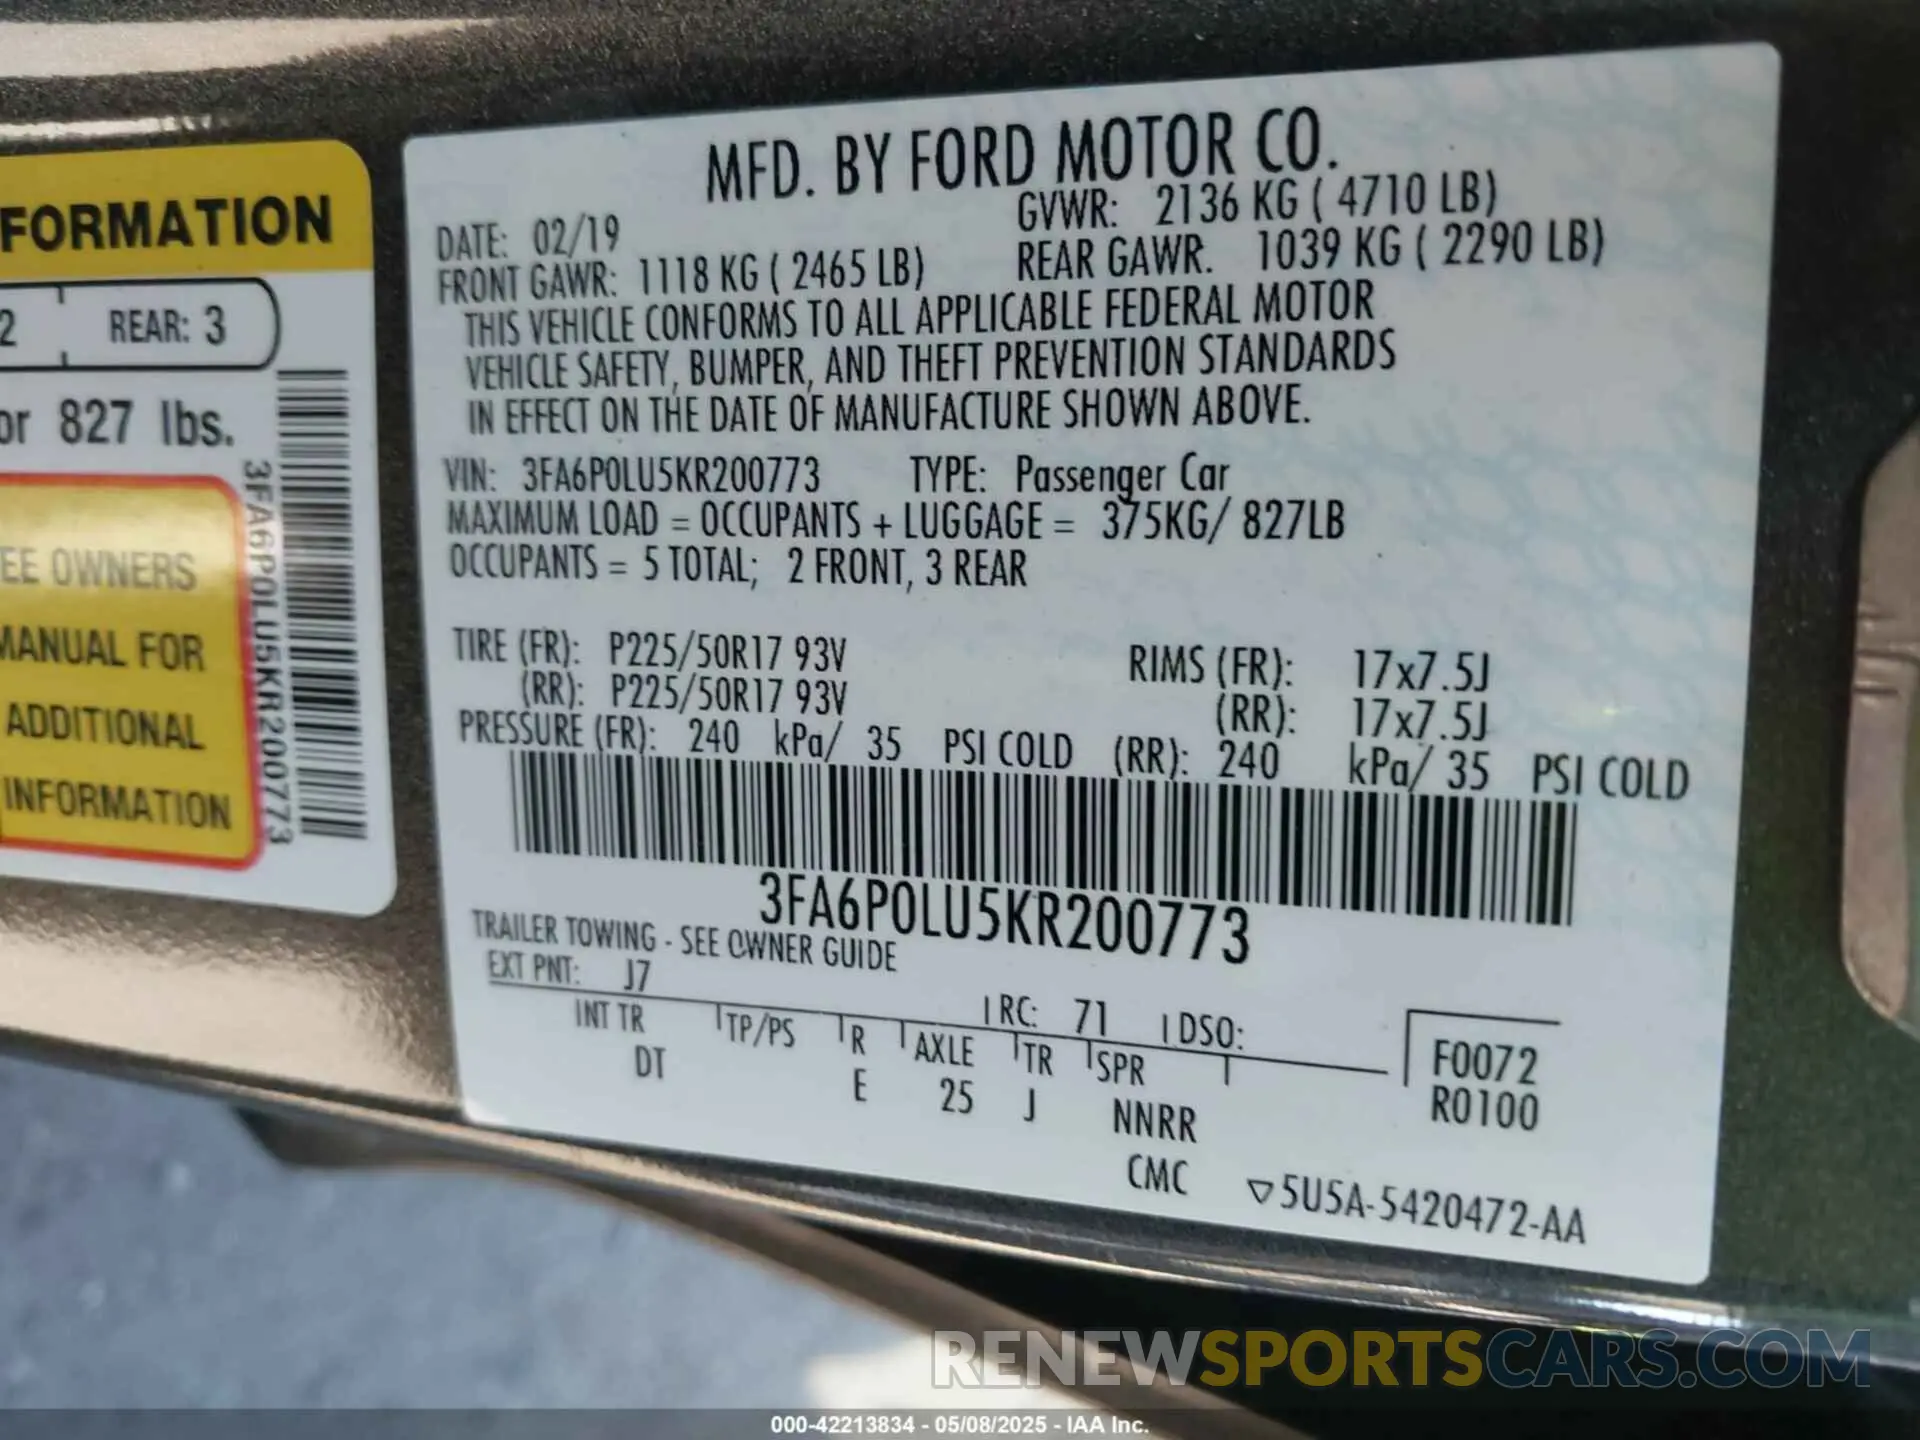 FORMATION
2 REAR: 3
or 827 lbs.
EE OWNERS
MANUAL FOR
ADDITIONAL
INFORMATION
3FA6P0LU5KR200773
MFD. BY FORD MOTOR CO.
DATE: 02/19 GVWR: 2136 KG ( 4710 LB)
FRONT GAWR: 1118 KG ( 2465 LB) REAR GAWR. 1039 KG ( 2290 LB)
THIS VEHICLE CONFORMS TO ALL APPLICABLE FEDERAL MOTOR
VEHICLE SAFETY, BUMPER, AND THEFT PREVENTION STANDARDS
IN EFFECT ON THE DATE OF MANUFACTURE SHOWN ABOVE.
VIN: 3FA6P0LU5KR200773 TYPE: Passenger Car
MAXIMUM LOAD = OCCUPANTS + LUGGAGE = 375KG/ 827LB
OCCUPANTS = 5 TOTAL; 2 FRONT, 3 REAR
TIRE (FR): P225/50R17 93V RIMS (FR): 17x7.5J
(RR): P225/50R17 93V (RR): 17x7.5J
PRESSURE (FR): 240 kPa/ 35 PSI COLD (RR): 240 kPa/ 35 PSI COLD
3FA6P0LU5KR200773
TRAILER TOWING - SEE OWNER GUIDE
EXT PNT: J7 RC: 71 DSO:
INT TR TP/PS R AXLE TR SPR F0072
DT E 25 J NNRR R0100
CMC ▽5U5A-5420472-AA
RENEWSPORTSCARS.COM
000-42213834 - 05/08/2025 - IAA Inc.